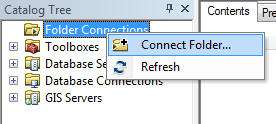 Catalog Tree
Contents
Pre
Folder Connections
Toolboxes
Connect Folder...
Database Se
Refresh
Database Connections
GIS Servers